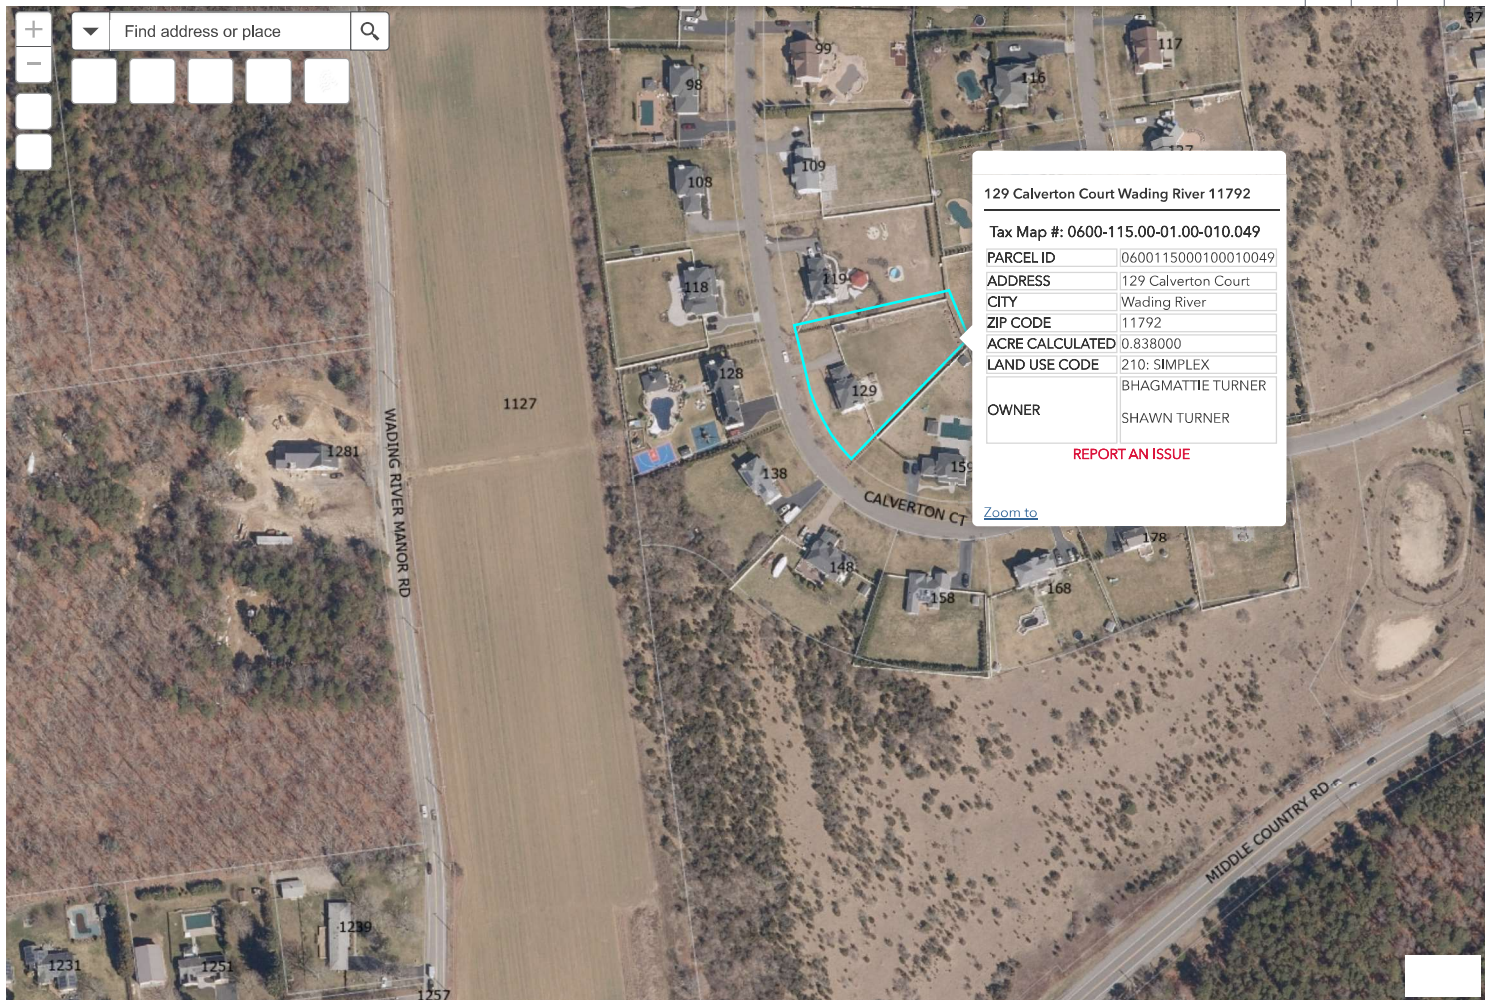 Find address or place
37
99
117
116
98
127
109
108
119
118
128
129
1127
1281
138
159
WADING RIVER MANOR RD
CALVERTON CT
148
178
158
168
MIDDLE COUNTRY RD
1239
1231
1251
1257
129 Calverton Court Wading River 11792
Tax Map #: 0600-115.00-01.00-010.049
PARCEL ID 0600115000100010049
ADDRESS 129 Calverton Court
CITY Wading River
ZIP CODE 11792
ACRE CALCULATED 0.838000
LAND USE CODE 210: SIMPLEX
OWNER BHAGMATTIE TURNER
SHAWN TURNER
REPORT AN ISSUE
Zoom to